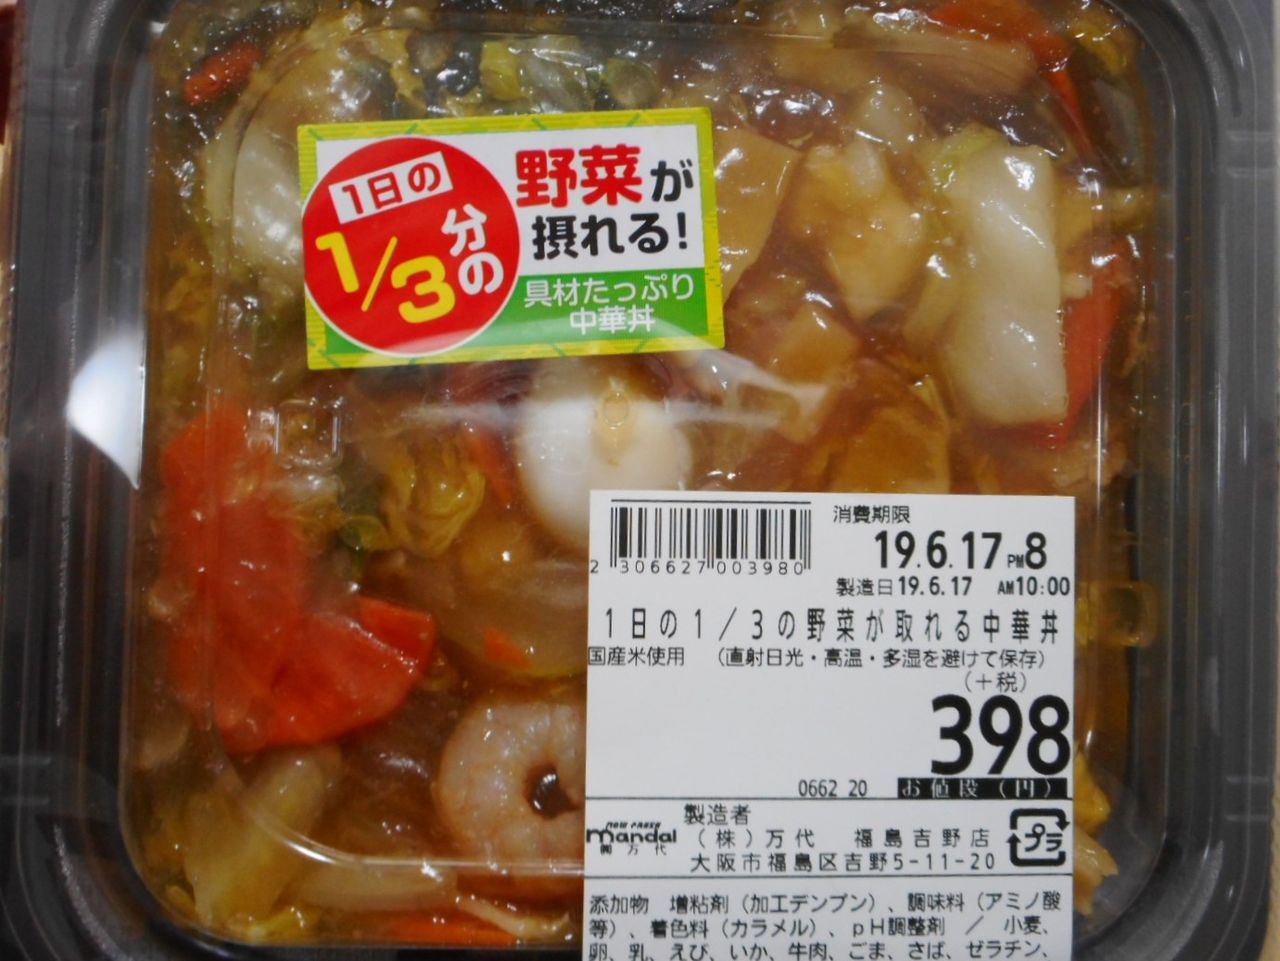 1日の
1/3
分の
野菜が
摂れる!
具材たっぷり
中華丼
消費期限
19.6.17 PM8
製造日19.6.17 AM10:00
2 306627 003980
1日の1/3の野菜が取れる中華丼
国産米使用 (直射日光・高温・多湿を避けて保存)
(+税)
398
0662 20 お値段(円)
製造者
mandai
㈱万代
(株)万代 福島吉野店
大阪市福島区吉野5-11-20
プラ
添加物 増粘剤(加工デンプン)、調味料(アミノ酸
等)、着色料(カラメル)、pH調整剤 / 小麦、
卵、乳、えび、いか、牛肉、ごま、さば、ゼラチン、